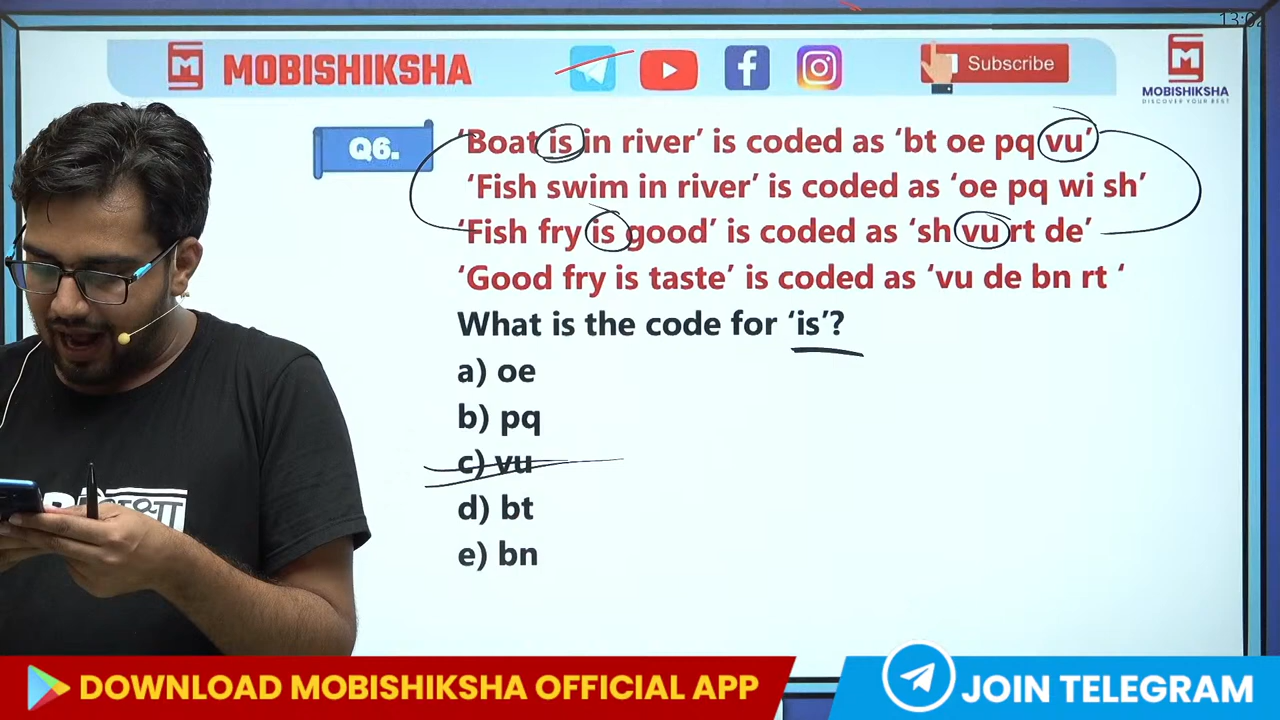 13:02
MOBISHIKSHA
f
Subscribe
MOBISHIKSHA
DISCOVER YOUR BEST
Q6.
‘Boat is in river’ is coded as ‘bt oe pq vu’
‘Fish swim in river’ is coded as ‘oe pq wi sh’
‘Fish fry is good’ is coded as ‘sh vu rt de’
‘Good fry is taste’ is coded as ‘vu de bn rt ‘
What is the code for ‘is’?
a) oe
b) pq
c) vu
d) bt
e) bn
DOWNLOAD MOBISHIKSHA OFFICIAL APP
JOIN TELEGRAM